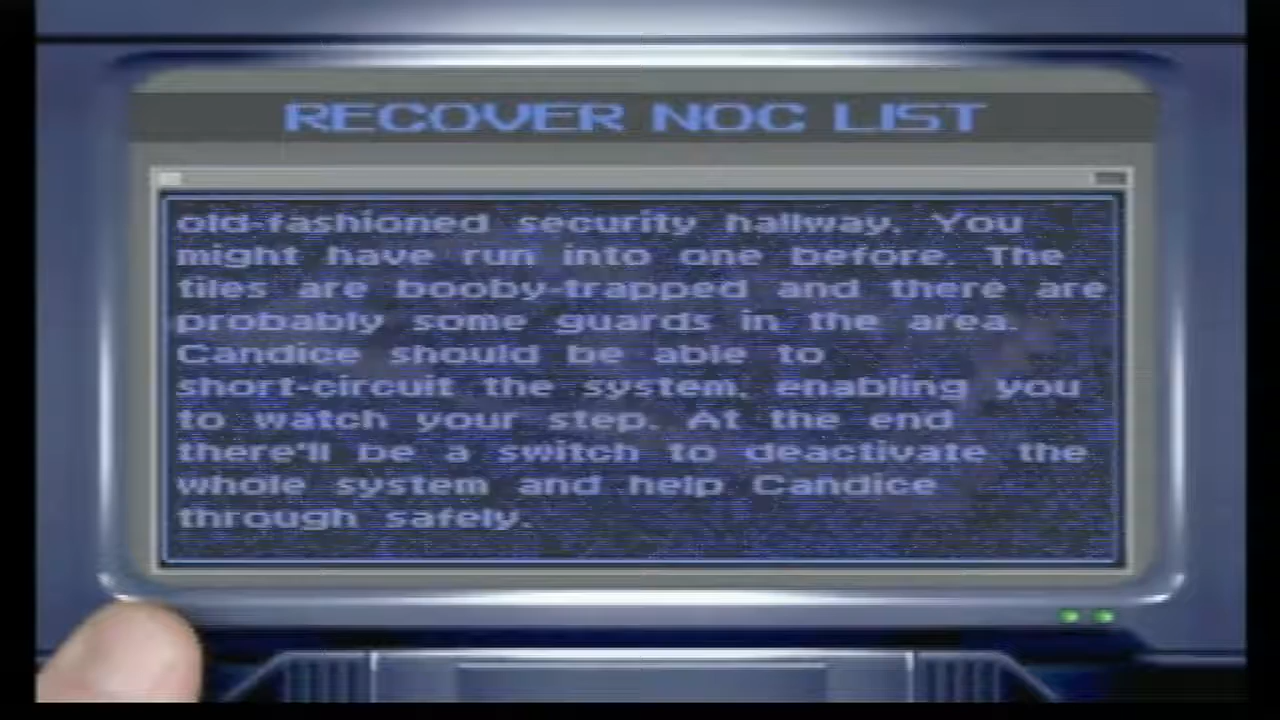 RECOVER NOC LIST
old-fashioned security hallway. You
might have run into one before. The
files are booby-trapped and there are
probably some guards in the area.
Candice should be able to
short-circuit the system, enabling you
to watch your step. At the end
there'll be a switch to deactivate the
whole system and help Candice
through safely.